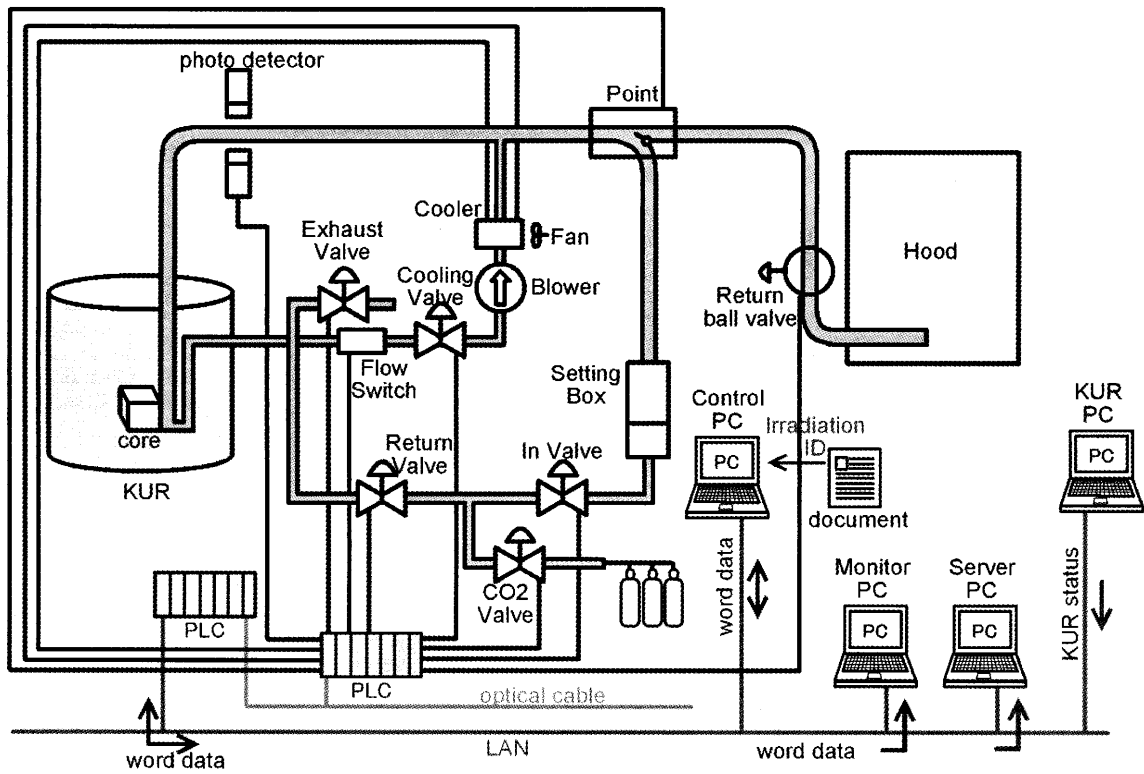 photo detector
Point
Cooler
Fan
Exhaust
Valve
Cooling
Valve
Blower
Hood
Return
ball valve
Flow
Switch
Setting
Box
core
KUR
Return
Valve
In Valve
Control
PC
Irradiation
ID
PC
document
KUR
PC
PC
CO2
Valve
word data
Monitor
PC
PC
Server
PC
PC
KUR status
PLC
PLC
optical cable
LAN
word data
word data